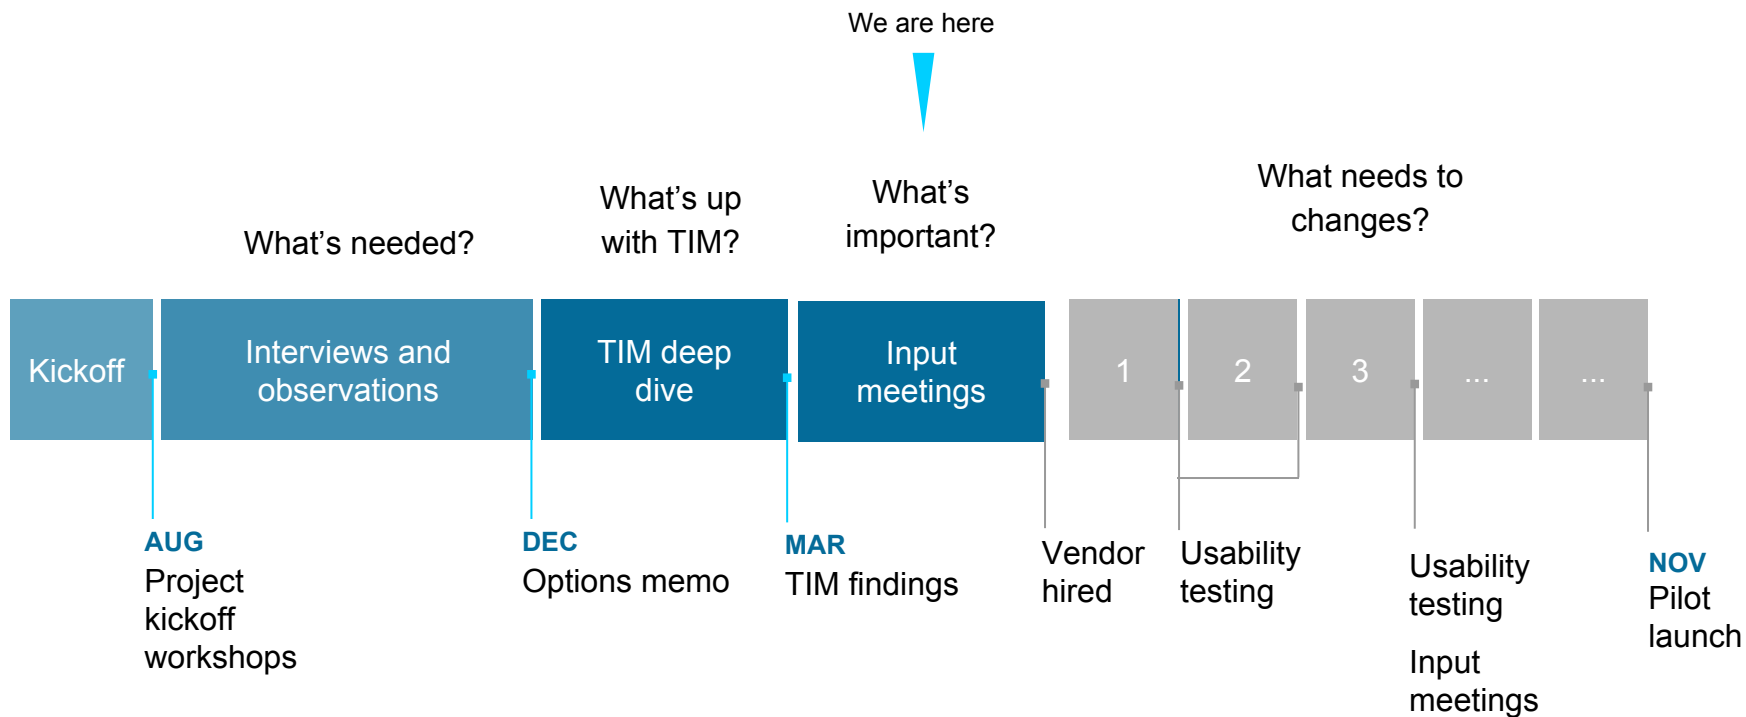 We are here
What's needed?
What's up
with TIM?
What's
important?
What needs to
changes?
Kickoff
Interviews and
observations
TIM deep
dive
Input
meetings
1
2
3
...
...
AUG
Project
kickoff
workshops
DEC
Options memo
MAR
TIM findings
Vendor
hired
Usability
testing
Usability
testing
Input
meetings
NOV
Pilot
launch